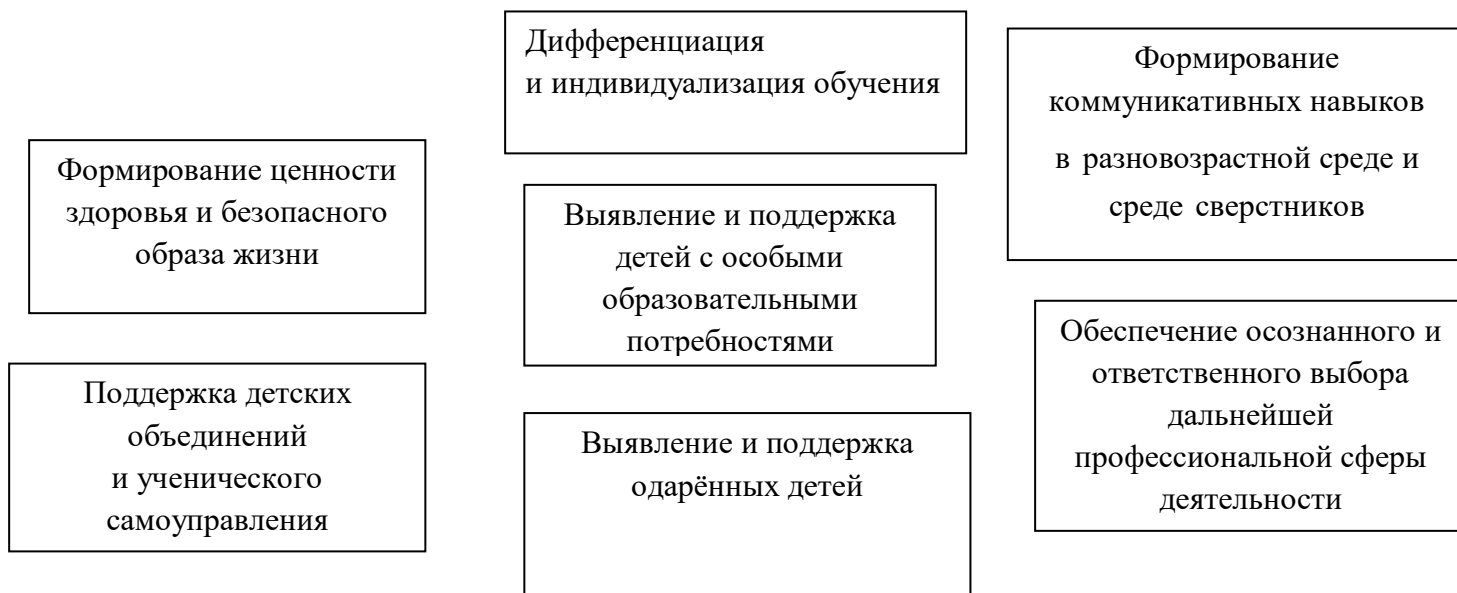 Дифференциация
и индивидуализация обучения
Формирование
коммуникативных навыков
в разновозрастной среде и
среде сверстников
Формирование ценности
здоровья и безопасного
образа жизни
Выявление и поддержка
детей с особыми
образовательными
потребностями
Обеспечение осознанного и
ответственного выбора
дальнейшей
профессиональной сферы
деятельности
Поддержка детских
объединений
и ученического
самоуправления
Выявление и поддержка
одарённых детей